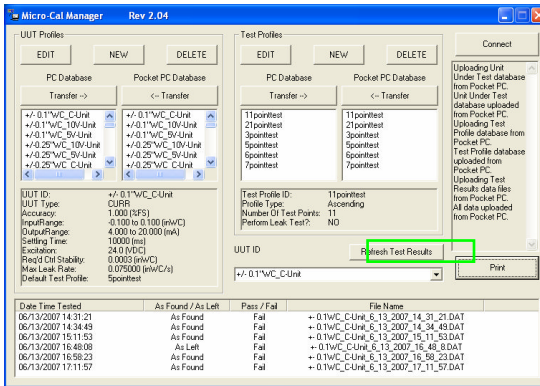 Micro-Cal Manager Rev 2.04
UUT Profiles
EDIT NEW DELETE
PC Database Pocket PC Database
Transfer --> <-- Transfer
+/- 0.1"WC_C-Unit
+/-0.1"WC_10V-Unit
+/-0.1"WC_5V-Unit
+/-0.25"WC_10V-Unit
+/-0.25"WC_5V-Unit
+/-0.25"WC_C-Unit
+/- 0.1"WC_C-Unit
+/-0.1"WC_10V-Unit
+/-0.1"WC_5V-Unit
+/-0.25"WC_10V-Unit
+/-0.25"WC_5V-Unit
+/-0.25"WC_C-Unit
Test Profiles
EDIT NEW DELETE
PC Database Pocket PC Database
Transfer --> <-- Transfer
11pointtest
21pointtest
3pointtest
5pointtest
6pointtest
7pointtest
11pointtest
21pointtest
3pointtest
5pointtest
6pointtest
7pointtest
Connect
Uploading Unit
Under Test database
from Pocket PC.
Unit Under Test
database uploaded
from Pocket PC.
Uploading Test
Profile database from
Pocket PC.
Test Profile database
uploaded from
Pocket PC.
Uploading Test
Results data files
from Pocket PC.
All data uploaded
from Pocket PC.
Print
UUT ID: +/- 0.1"WC_C-Unit
UUT Type: CURR
Accuracy: 1.000 (%FS)
InputRange: -0.100 to 0.100 (inWC)
OutputRange: 4.000 to 20.000 (mA)
Settling Time: 10000 (ms)
Excitation: 24.0 (VDC)
Req'd Ctrl Stability: 0.0003 (inWC)
Max Leak Rate: 0.075000 (inWC/s)
Default Test Profile: 5pointtest
Test Profile ID: 11pointtest
Profile Type: Ascending
Number Of Test Points: 11
Perform Leak Test?: NO
UUT ID Refresh Test Results
+/- 0.1"WC_C-Unit
Date Time Tested As Found / As Left Pass / Fail File Name
06/13/2007 14:31:21 As Found Fail +- 0.1WC_C-Unit_6_13_2007_14_31_21.DAT
06/13/2007 14:34:49 As Found Fail +- 0.1WC_C-Unit_6_13_2007_14_34_49.DAT
06/13/2007 15:11:53 As Found Fail +- 0.1WC_C-Unit_6_13_2007_15_11_53.DAT
06/13/2007 16:48:08 As Left Fail +- 0.1WC_C-Unit_6_13_2007_16_48_8.DAT
06/13/2007 16:58:23 As Found Fail +- 0.1WC_C-Unit_6_13_2007_16_58_23.DAT
06/13/2007 17:11:57 As Found Fail +- 0.1WC_C-Unit_6_13_2007_17_11_57.DAT